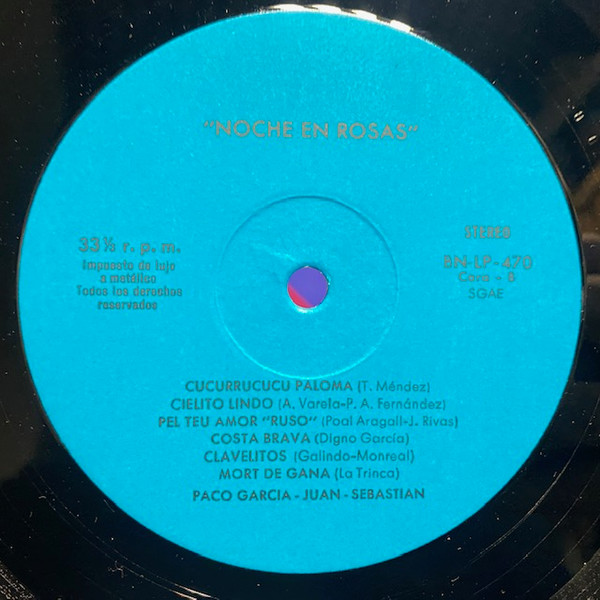 "NOCHE EN ROSAS"
33⅓ r. p. m.
Impuesto de lujo
a metálico
Todos los derechos
reservados
STEREO
BN-LP-470
Cara - B
SGAE
CUCURRUCUCU PALOMA (T. Méndez)
CIELITO LINDO (A. Varela-P. A. Fernández)
PEL TEU AMOR "RUSO" (Poal Aragall-J. Rivas)
COSTA BRAVA (Digno García)
CLAVELITOS (Galindo-Monreal)
MORT DE GANA (La Trinca)
PACO GARCIA - JUAN - SEBASTIAN